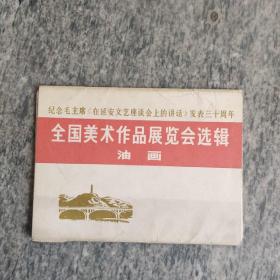 纪念毛主席《在延安文艺座谈会上的讲话》发表三十周年
全国美术作品展览会选辑
油画